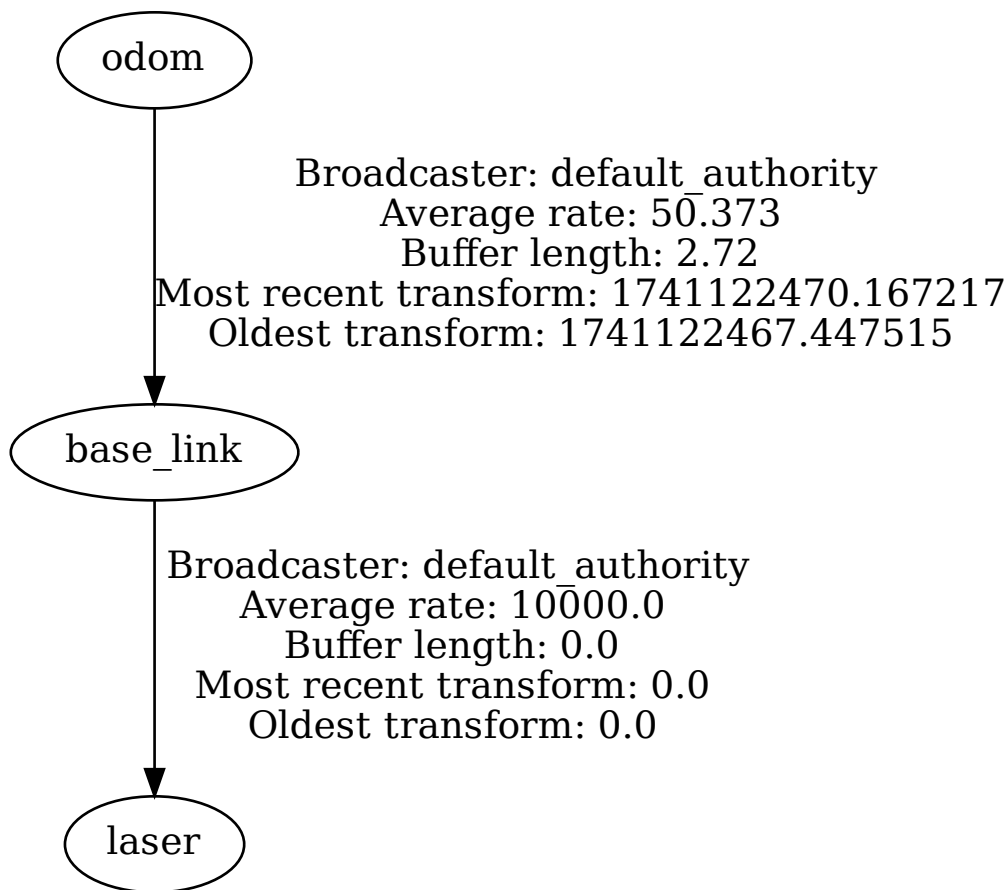 odom
Broadcaster: default_authority
Average rate: 50.373
Buffer length: 2.72
Most recent transform: 1741122470.167217
Oldest transform: 1741122467.447515
base_link
Broadcaster: default_authority
Average rate: 10000.0
Buffer length: 0.0
Most recent transform: 0.0
Oldest transform: 0.0
laser